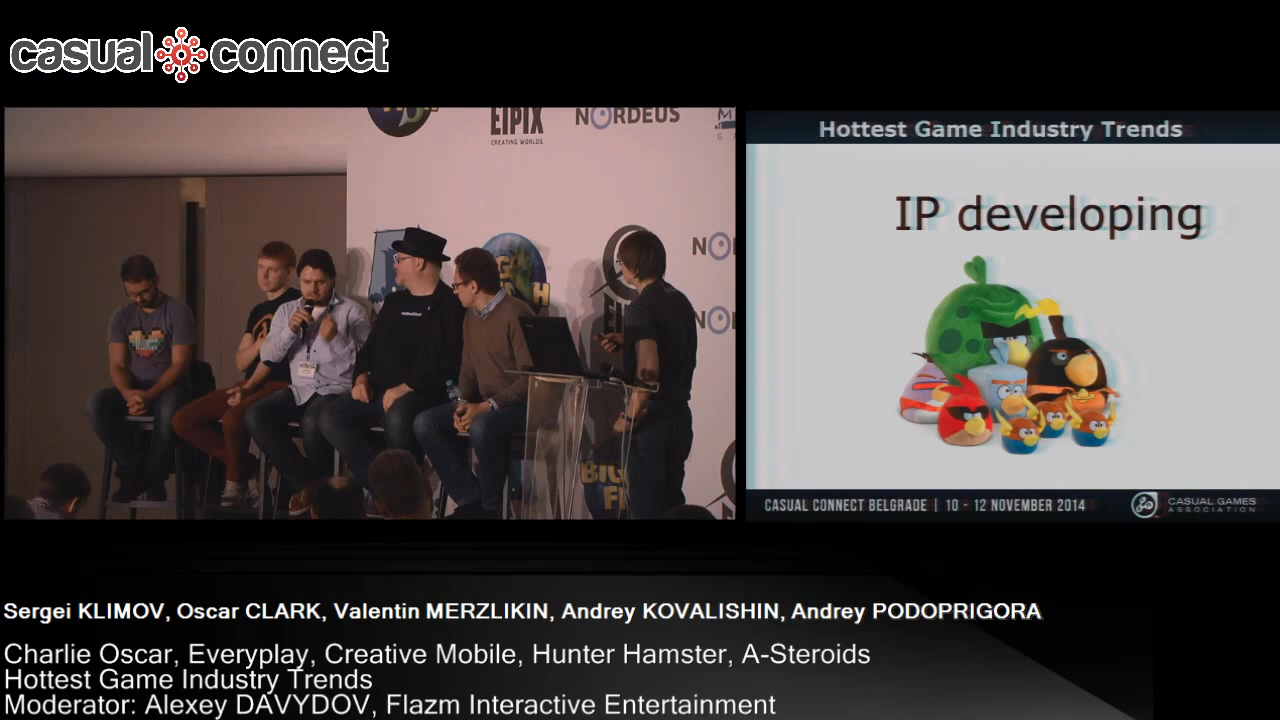 casual connect
EIPIX
CREATING WORLDS
NORDEUS
Hottest Game Industry Trends
IP developing
CASUAL CONNECT BELGRADE | 10 - 12 NOVEMBER 2014
CASUAL GAMES
ASSOCIATION
Sergei KLIMOV, Oscar CLARK, Valentin MERZLIKIN, Andrey KOVALISHIN, Andrey PODOPRIGORA
Charlie Oscar, Everyplay, Creative Mobile, Hunter Hamster, A-Steroids
Hottest Game Industry Trends
Moderator: Alexey DAVYDOV, Flazm Interactive Entertainment